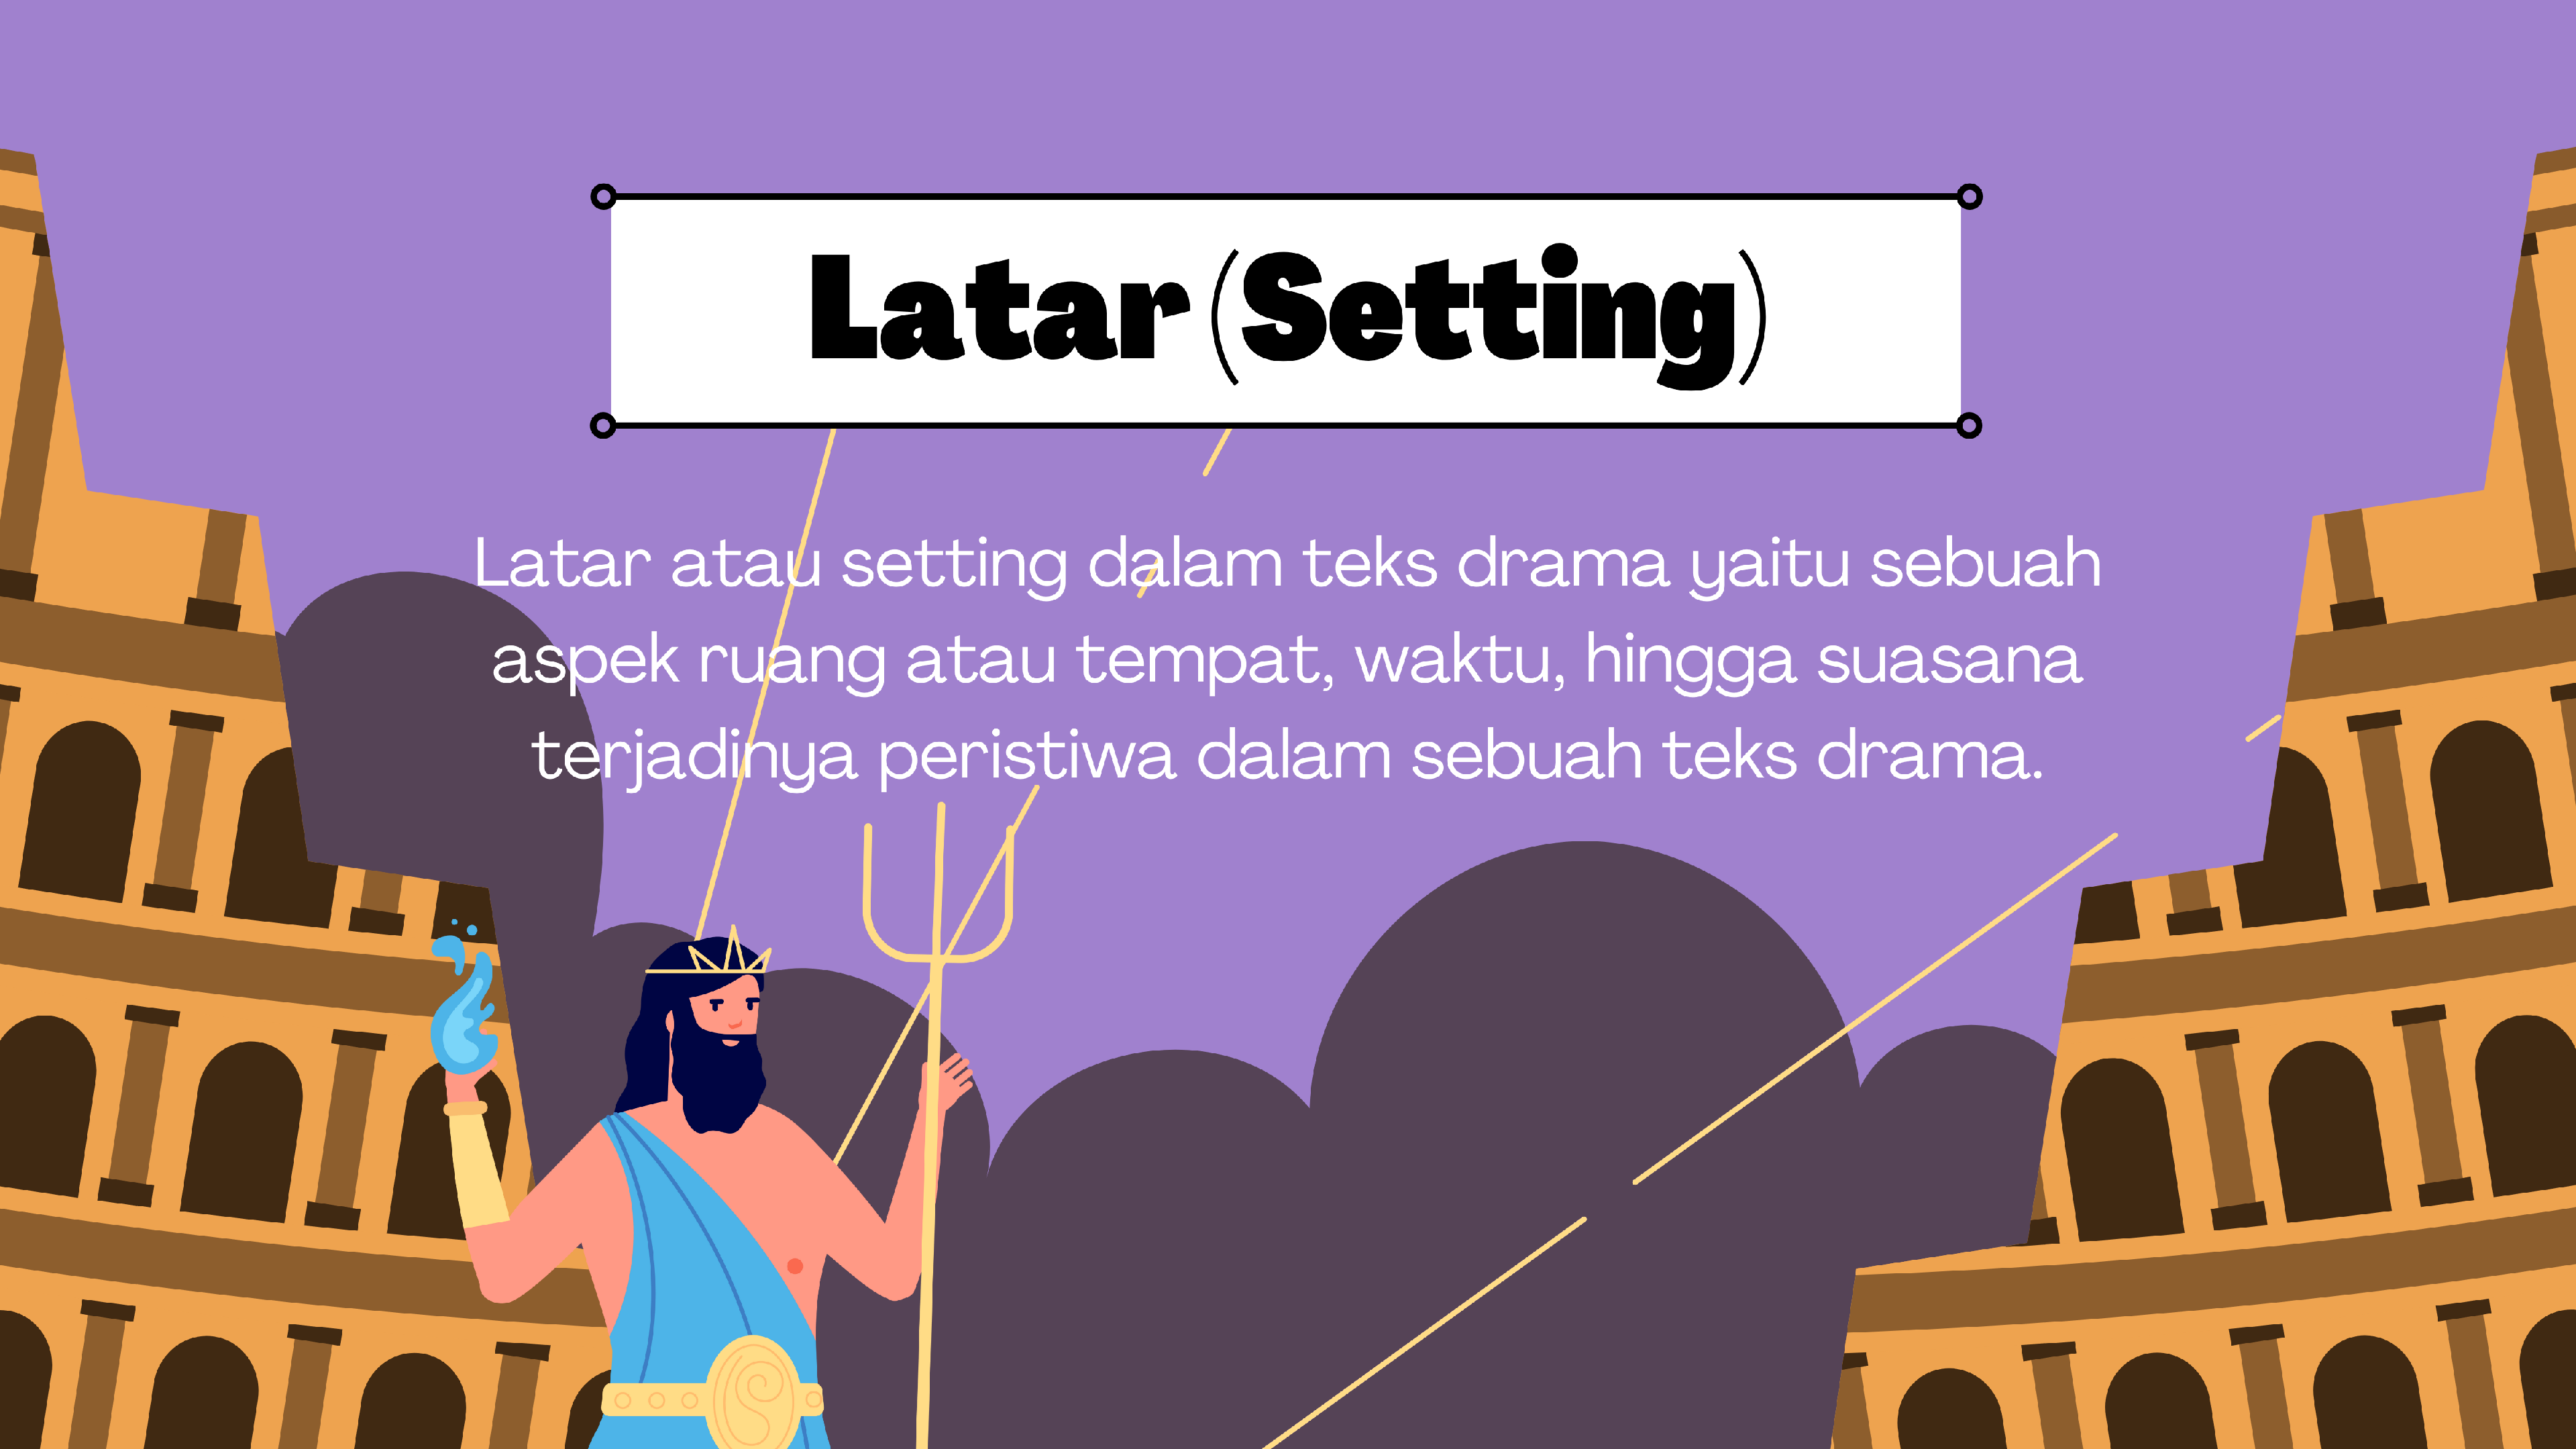 Latar (Setting)
Latar atau setting dalam teks drama yaitu sebuah
aspek ruang atau tempat, waktu, hingga suasana
terjadinya peristiwa dalam sebuah teks drama.